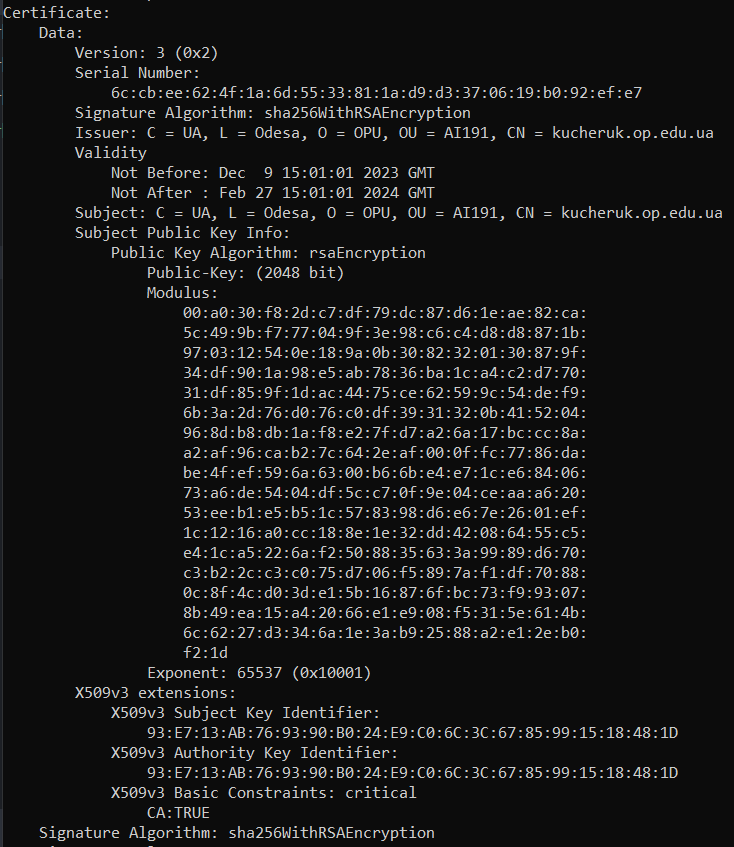 Certificate:
    Data:
        Version: 3 (0x2)
        Serial Number:
            6c:cb:ee:62:4f:1a:6d:55:33:81:1a:d9:d3:37:06:19:b0:92:ef:e7
        Signature Algorithm: sha256WithRSAEncryption
        Issuer: C = UA, L = Odesa, O = OPU, OU = AI191, CN = kucheruk.op.edu.ua
        Validity
            Not Before: Dec  9 15:01:01 2023 GMT
            Not After : Feb 27 15:01:01 2024 GMT
        Subject: C = UA, L = Odesa, O = OPU, OU = AI191, CN = kucheruk.op.edu.ua
        Subject Public Key Info:
            Public Key Algorithm: rsaEncryption
                Public-Key: (2048 bit)
                Modulus:
                    00:a0:30:f8:2d:c7:df:79:dc:87:d6:1e:ae:82:ca:
                    5c:49:9b:f7:77:04:9f:3e:98:c6:c4:d8:d8:87:1b:
                    97:03:12:54:0e:18:9a:0b:30:82:32:01:30:87:9f:
                    34:df:90:1a:98:e5:ab:78:36:ba:1c:a4:c2:d7:70:
                    31:df:85:9f:1d:ac:44:75:ce:62:59:9c:54:de:f9:
                    6b:3a:2d:76:d0:76:c0:df:39:31:32:0b:41:52:04:
                    96:8d:b8:db:1a:f8:e2:7f:d7:a2:6a:17:bc:cc:8a:
                    a2:af:96:ca:b2:7c:64:2e:af:00:0f:fc:77:86:da:
                    be:4f:ef:59:6a:63:00:b6:6b:e4:e7:1c:e6:84:06:
                    73:a6:de:54:04:df:5c:c7:0f:9e:04:ce:aa:a6:20:
                    53:ee:b1:e5:b5:1c:57:83:98:d6:e6:7e:26:01:ef:
                    1c:12:16:a0:cc:18:8e:1e:32:dd:42:08:64:55:c5:
                    e4:1c:a5:22:6a:f2:50:88:35:63:3a:99:89:d6:70:
                    c3:b2:2c:c3:c0:75:d7:06:f5:89:7a:f1:df:70:88:
                    0c:8f:4c:d0:3d:e1:5b:16:87:6f:bc:73:f9:93:07:
                    8b:49:ea:15:a4:20:66:e1:e9:08:f5:31:5e:61:4b:
                    6c:62:27:d3:34:6a:1e:3a:b9:25:88:a2:e1:2e:b0:
                    f2:1d
                Exponent: 65537 (0x10001)
        X509v3 extensions:
            X509v3 Subject Key Identifier:
                93:E7:13:AB:76:93:90:B0:24:E9:C0:6C:3C:67:85:99:15:18:48:1D
            X509v3 Authority Key Identifier:
                93:E7:13:AB:76:93:90:B0:24:E9:C0:6C:3C:67:85:99:15:18:48:1D
            X509v3 Basic Constraints: critical
                CA:TRUE
    Signature Algorithm: sha256WithRSAEncryption